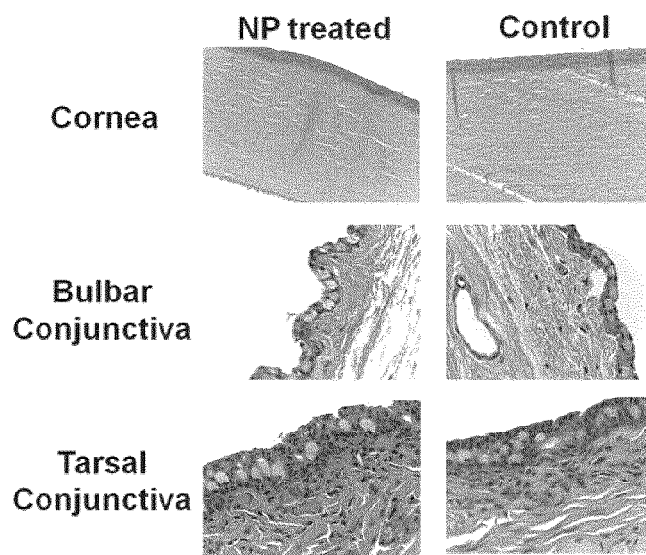 NP treated
Control
Cornea
Bulbar
Conjunctiva
Tarsal
Conjunctiva